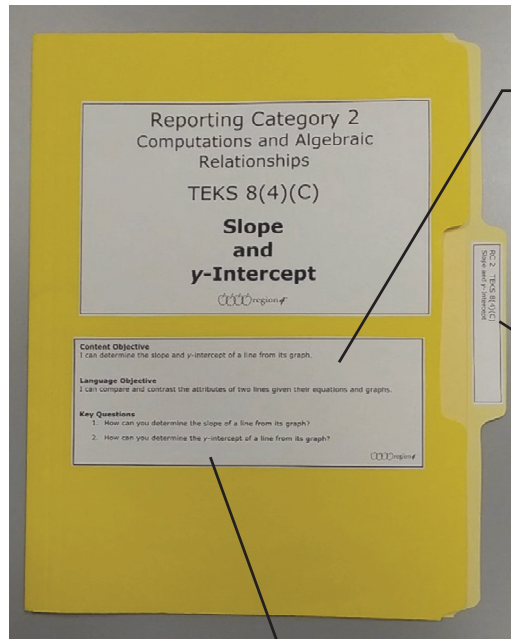 Reporting Category 2
Computations and Algebraic
Relationships
TEKS 8(4)(C)
Slope
and
y-Intercept
region4
Content Objective
I can determine the slope and y-intercept of a line from its graph.
Language Objective
I can compare and contrast the attributes of two lines given their equations and graphs.
Key Questions
1. How can you determine the slope of a line from its graph?
2. How can you determine the y-intercept of a line from its graph?
region4
RC 2 TEKS 8(4)(C)
Slope and y-Intercept